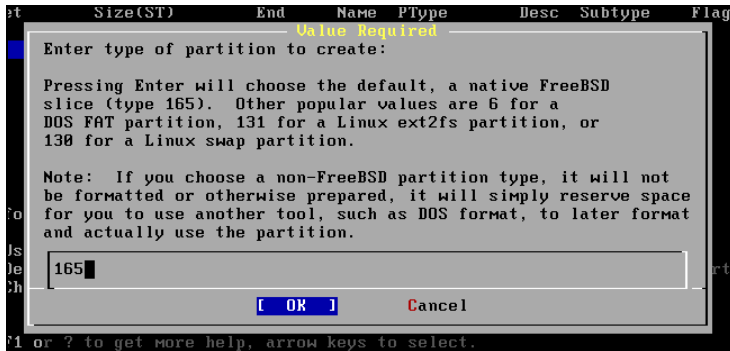 et Size(ST) End Name PType Desc Subtype Flag
Value Required
Enter type of partition to create:
Pressing Enter will choose the default, a native FreeBSD
slice (type 165). Other popular values are 6 for a
DOS FAT partition, 131 for a Linux ext2fs partition, or
130 for a Linux swap partition.
Note: If you choose a non-FreeBSD partition type, it will not
be formatted or otherwise prepared, it will simply reserve space
for you to use another tool, such as DOS format, to later format
and actually use the partition.
165
[ OK ] Cancel
F1 or ? to get more help, arrow keys to select.